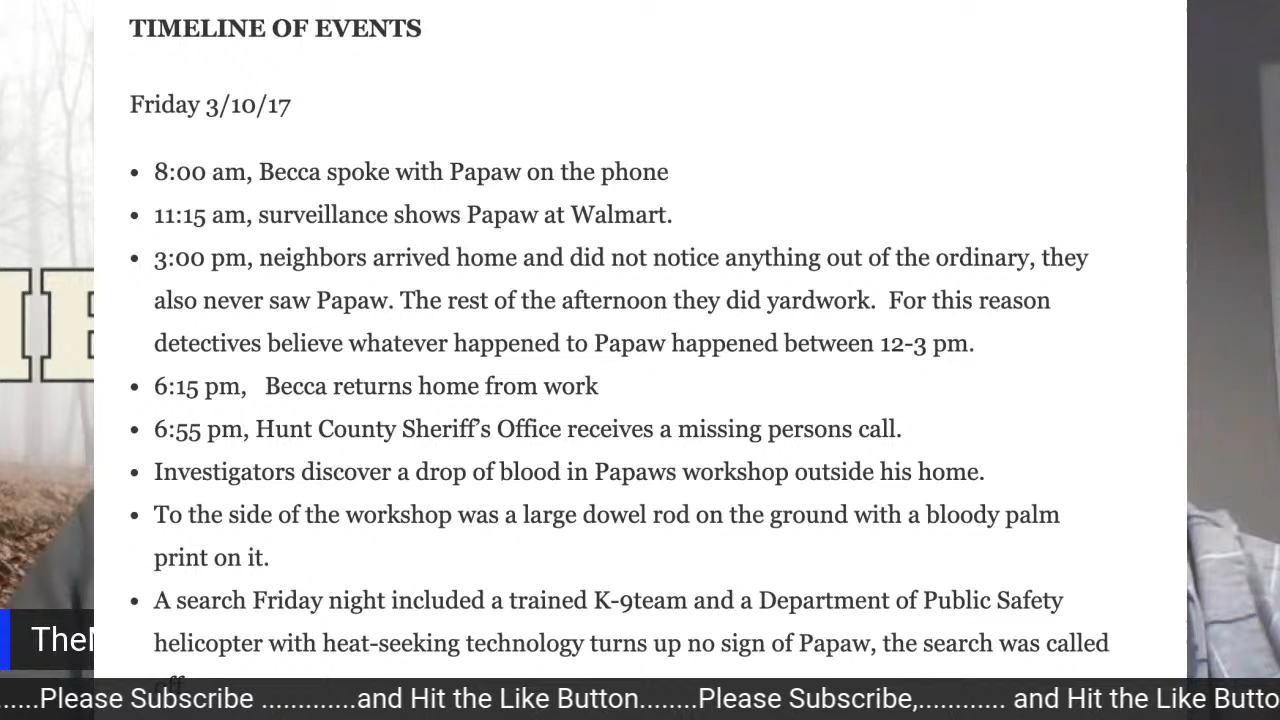 TIMELINE OF EVENTS
Friday 3/10/17
• 8:00 am, Becca spoke with Papaw on the phone
• 11:15 am, surveillance shows Papaw at Walmart.
• 3:00 pm, neighbors arrived home and did not notice anything out of the ordinary, they
also never saw Papaw. The rest of the afternoon they did yardwork.  For this reason
detectives believe whatever happened to Papaw happened between 12-3 pm.
• 6:15 pm,   Becca returns home from work
• 6:55 pm, Hunt County Sheriff’s Office receives a missing persons call.
• Investigators discover a drop of blood in Papaws workshop outside his home.
• To the side of the workshop was a large dowel rod on the ground with a bloody palm
print on it.
• A search Friday night included a trained K-9team and a Department of Public Safety
helicopter with heat-seeking technology turns up no sign of Papaw, the search was called
off
......Please Subscribe .............and Hit the Like Button........Please Subscribe,............ and Hit the Like Butto